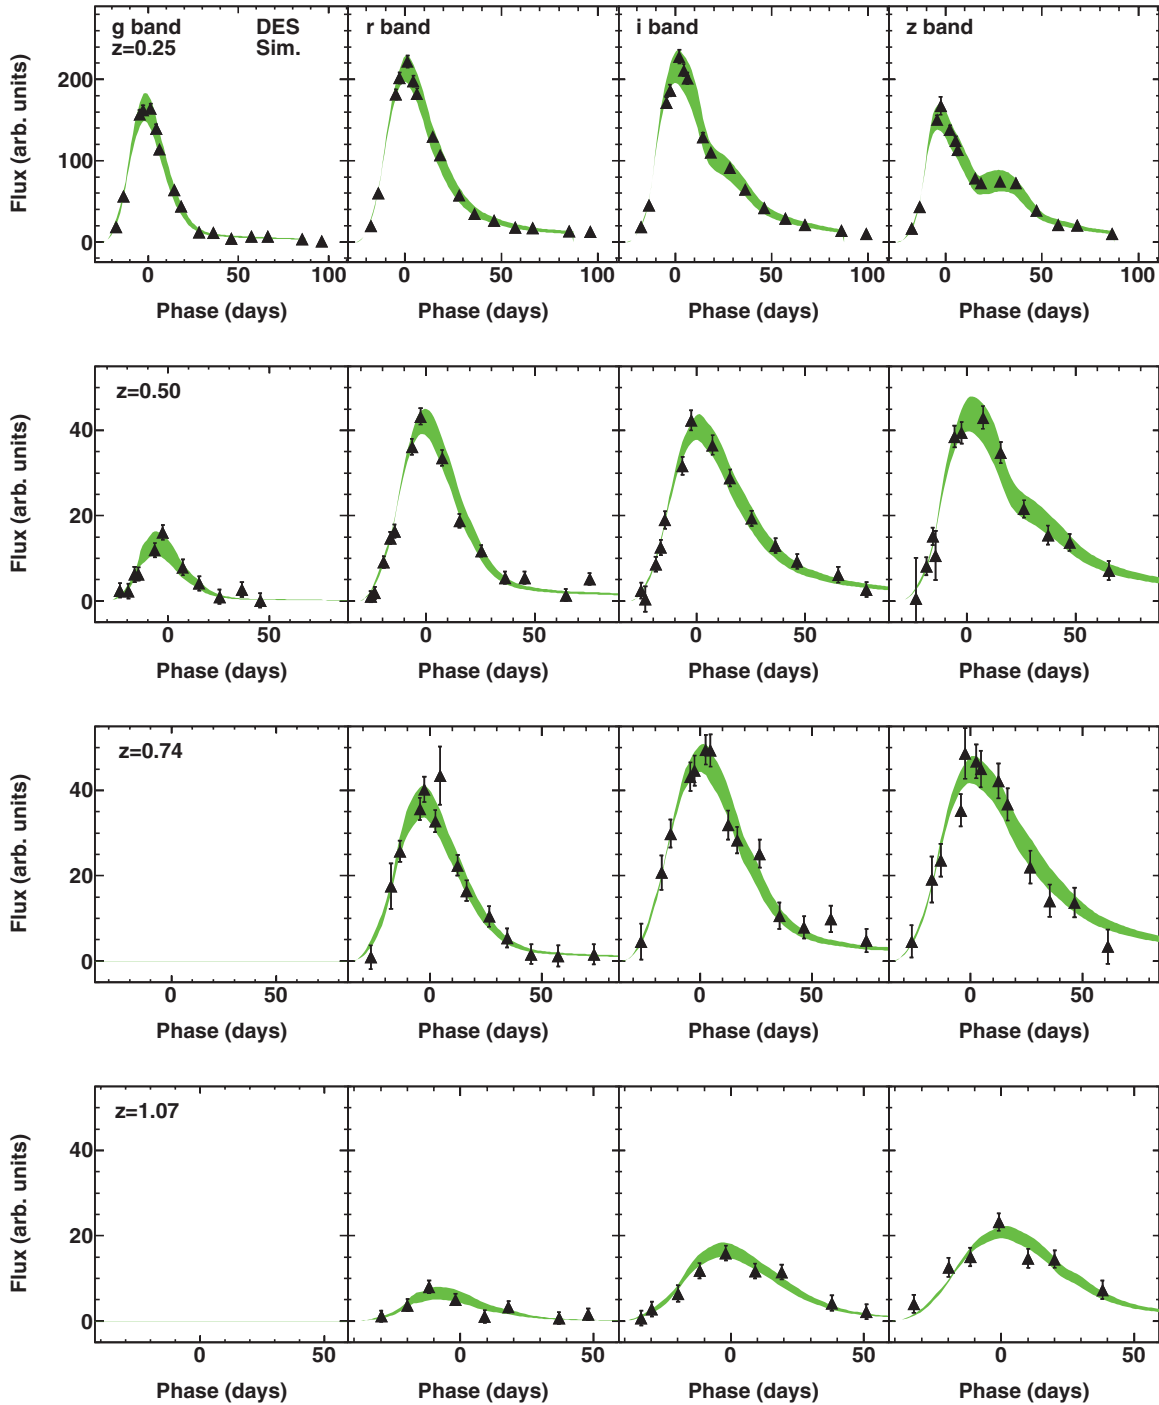 g band DES r band i band z band
z=0.25 Sim.
200
100
0
Flux (arb. units)
0 50 100 0 50 100 0 50 100 0 50 100
Phase (days) Phase (days) Phase (days) Phase (days)
z=0.50
40
20
0
Flux (arb. units)
0 50 0 50 0 50 0 50
Phase (days) Phase (days) Phase (days) Phase (days)
z=0.74
40
20
0
Flux (arb. units)
0 50 0 50 0 50 0 50
Phase (days) Phase (days) Phase (days) Phase (days)
z=1.07
40
20
0
Flux (arb. units)
0 50 0 50 0 50 0 50
Phase (days) Phase (days) Phase (days) Phase (days)